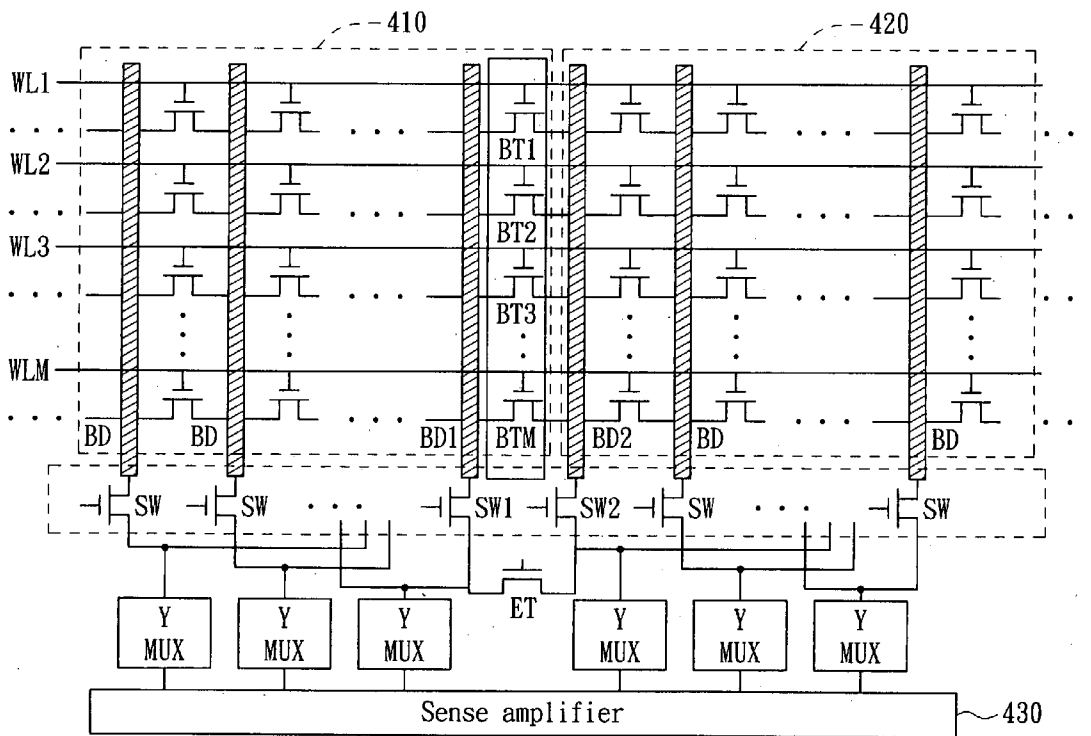 410
420
WL1
BT1
WL2
BT2
WL3
BT3
WLM
BD BD BD1 BTM BD2 BD BD
SW SW SW1 SW2 SW SW
ET
Y MUX Y MUX Y MUX Y MUX Y MUX Y MUX
Sense amplifier
430